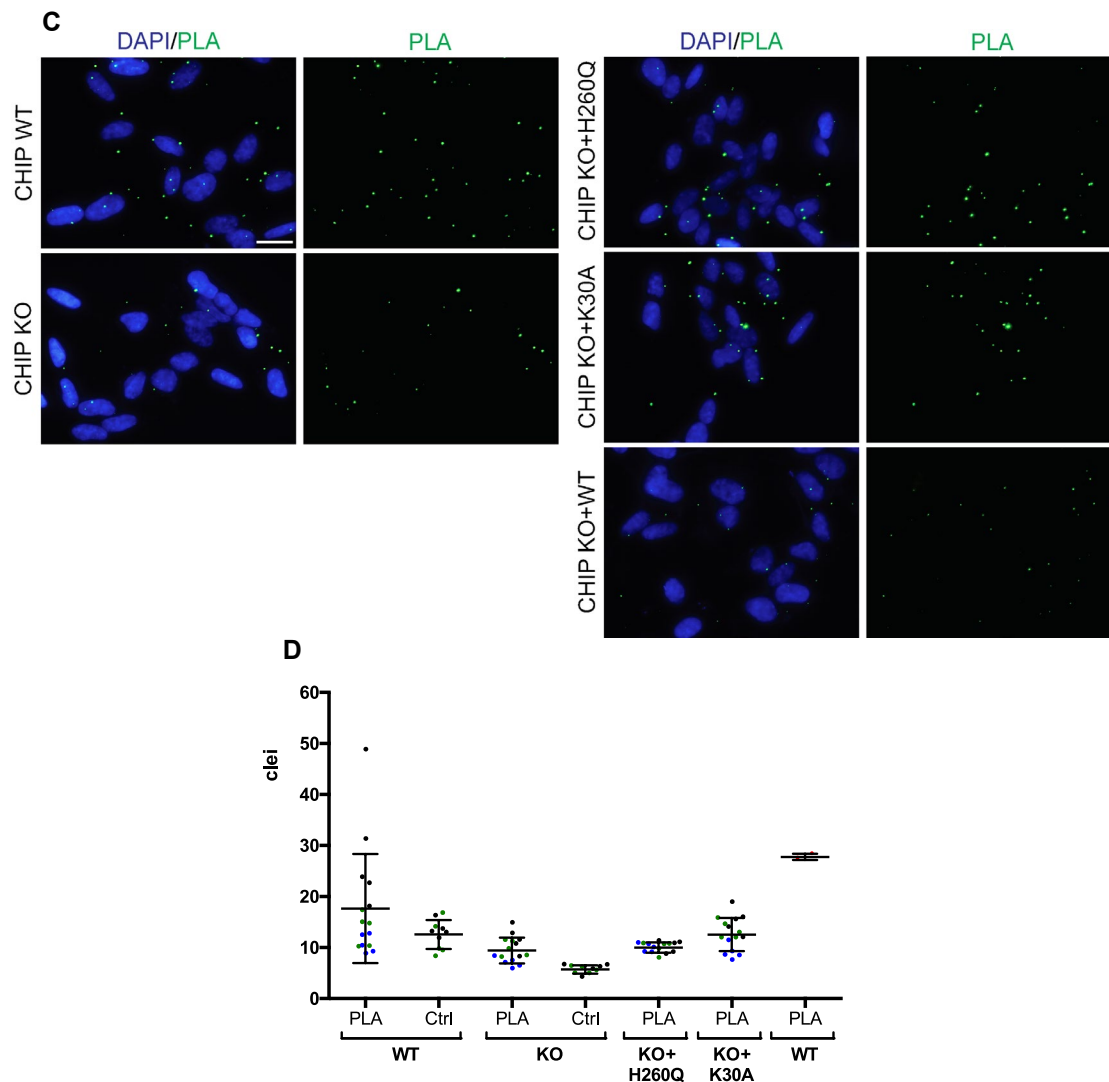 C
DAPI/PLA
PLA
DAPI/PLA
PLA
CHIP WT
CHIP KO
CHIP KO+H260Q
CHIP KO+K30A
CHIP KO+WT
D
clei
60
50
40
30
20
10
0
PLA Ctrl PLA Ctrl PLA PLA PLA
WT KO KO+ KO+ WT
H260Q K30A